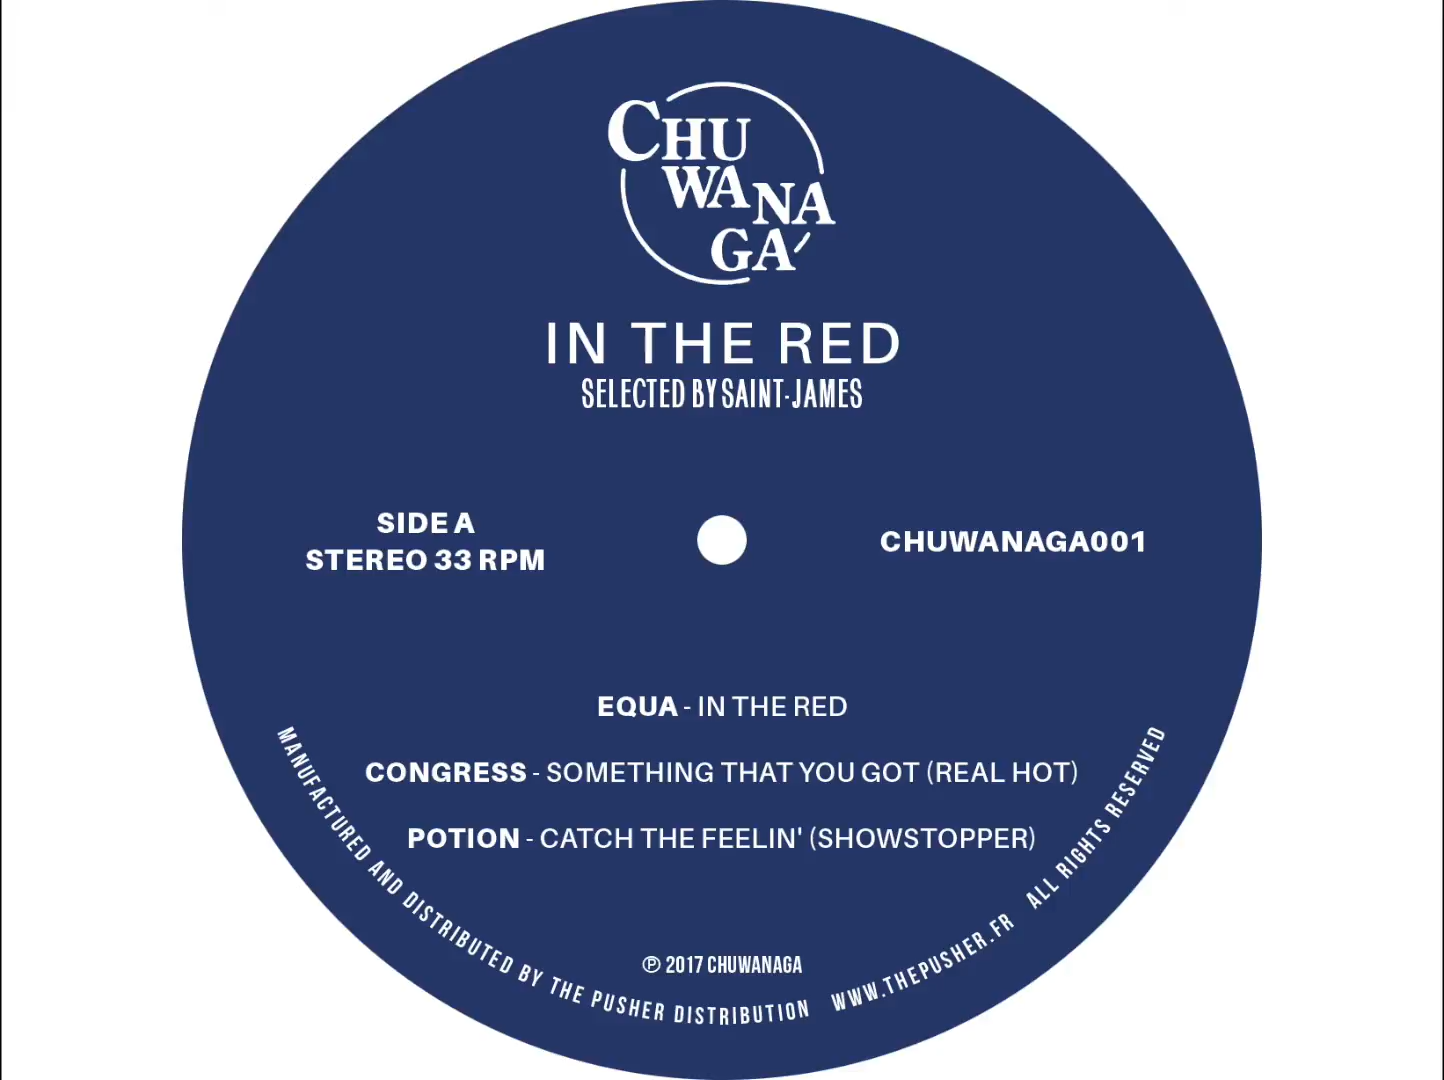 CHU
WANA
GA
IN THE RED
SELECTED BY SAINT-JAMES
SIDE A
STEREO 33 RPM
CHUWANAGA001
EQUA - IN THE RED
CONGRESS - SOMETHING THAT YOU GOT (REAL HOT)
POTION - CATCH THE FEELIN' (SHOWSTOPPER)
℗ 2017 CHUWANAGA
MANUFACTURED AND DISTRIBUTED BY THE PUSHER DISTRIBUTION WWW.THEPUSHER.FR ALL RIGHTS RESERVED